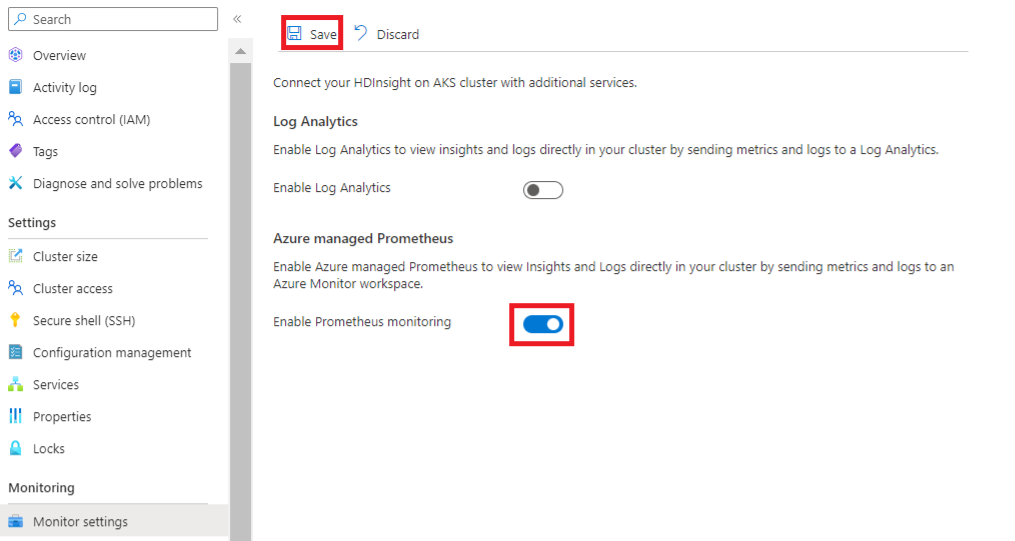 Search
«
Overview
Activity log
Access control (IAM)
Tags
Diagnose and solve problems
Settings
Cluster size
Cluster access
Secure shell (SSH)
Configuration management
Services
Properties
Locks
Monitoring
Monitor settings
Save Discard
Connect your HDInsight on AKS cluster with additional services.
Log Analytics
Enable Log Analytics to view insights and logs directly in your cluster by sending metrics and logs to a Log Analytics.
Enable Log Analytics
Azure managed Prometheus
Enable Azure managed Prometheus to view Insights and Logs directly in your cluster by sending metrics and logs to an
Azure Monitor workspace.
Enable Prometheus monitoring